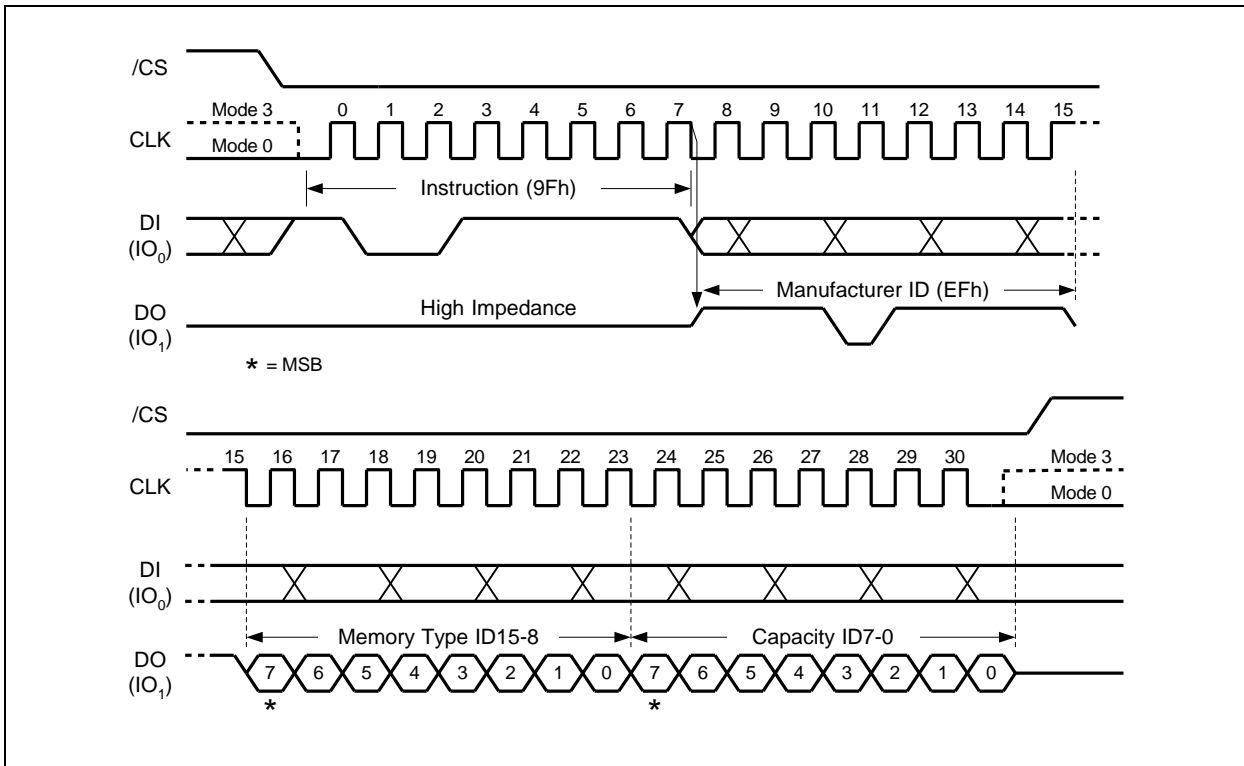 /CS
Mode 3 0 1 2 3 4 5 6 7 8 9 10 11 12 13 14 15
CLK
Mode 0
Instruction (9Fh)
DI
(IO0)
Manufacturer ID (EFh)
High Impedance
DO
(IO1)
* = MSB
/CS
15 16 17 18 19 20 21 22 23 24 25 26 27 28 29 30 Mode 3
CLK
Mode 0
DI
(IO0)
Memory Type ID15-8 Capacity ID7-0
DO 7 6 5 4 3 2 1 0 7 6 5 4 3 2 1 0
(IO1)
* *